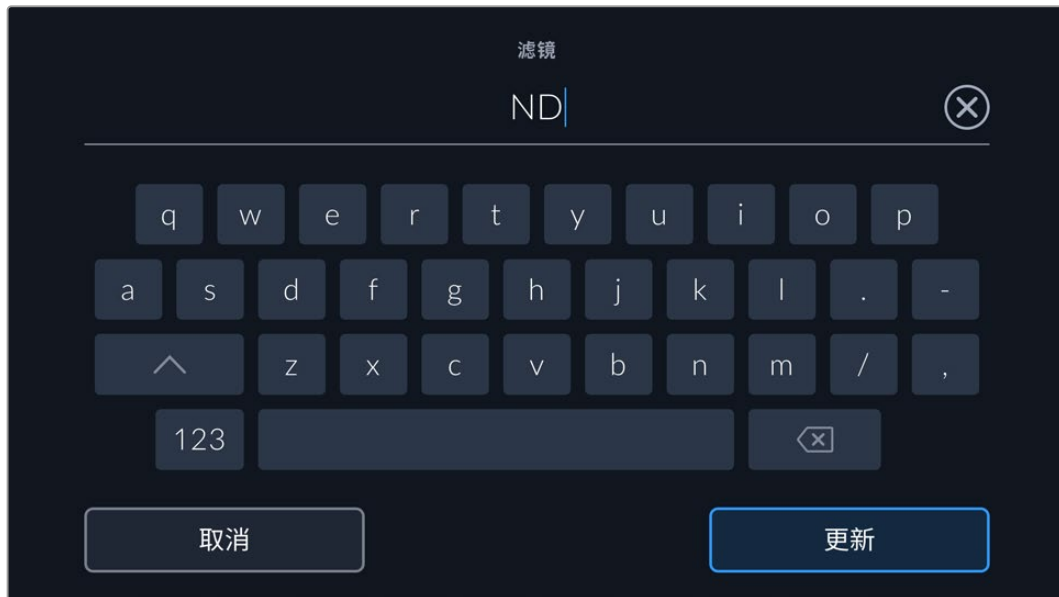 滤镜
ND
q w e r t y u i o p
a s d f g h j k l . -
z x c v b n m / ,
123
取消 更新